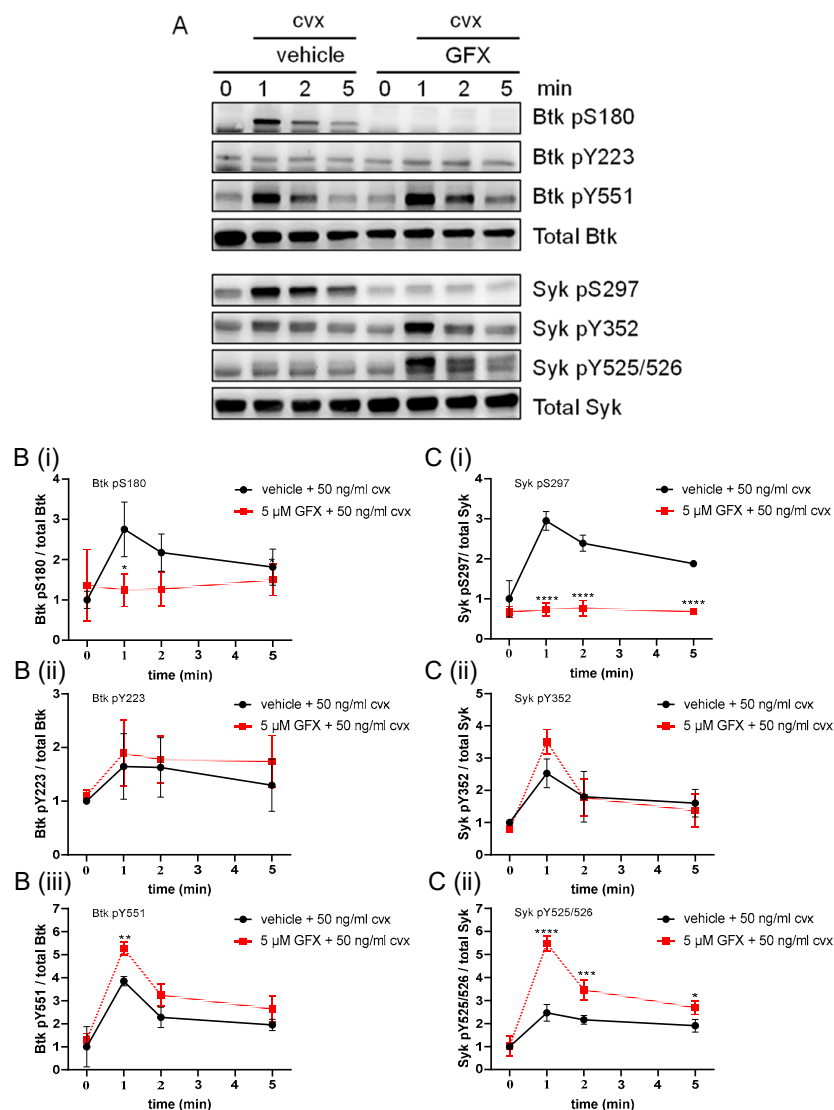 A
cvx cvx
vehicle GFX
0 1 2 5 0 1 2 5 min
Btk pS180
Btk pY223
Btk pY551
Total Btk
Syk pS297
Syk pY352
Syk pY525/526
Total Syk
B (i)
Btk pS180
vehicle + 50 ng/ml cvx
5 µM GFX + 50 ng/ml cvx
Btk pS180 / total Btk
4
3
2
1
0
* *
0 1 2 3 4 5
time (min)
C (i)
Syk pS297
vehicle + 50 ng/ml cvx
5 µM GFX + 50 ng/ml cvx
Syk pS297/ total Syk
4
3
2
1
0
**** **** ****
0 1 2 3 4 5
time (min)
B (ii)
Btk pY223
vehicle + 50 ng/ml cvx
5 µM GFX + 50 ng/ml cvx
Btk pY223 / total Btk
3
2
1
0
0 1 2 3 4 5
time (min)
C (ii)
Syk pY352
vehicle + 50 ng/ml cvx
5 µM GFX + 50 ng/ml cvx
Syk pY352 / total Syk
5
4
3
2
1
0
0 1 2 3 4 5
time (min)
B (iii)
Btk pY551
vehicle + 50 ng/ml cvx
5 µM GFX + 50 ng/ml cvx
Btk pY551 / total Btk
7
6
5
4
3
2
1
0
**
0 1 2 3 4 5
time (min)
C (ii)
Syk pY525/526
vehicle + 50 ng/ml cvx
5 µM GFX + 50 ng/ml cvx
Syk pY525/526 / total Syk
7
6
5
4
3
2
1
0
**** *** *
0 1 2 3 4 5
time (min)